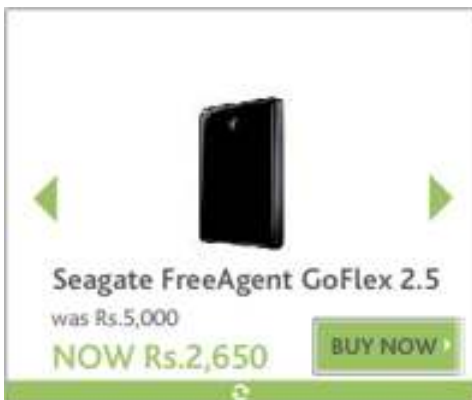 Seagate FreeAgent GoFlex 2.5
was Rs.5,000
NOW Rs.2,650
BUY NOW